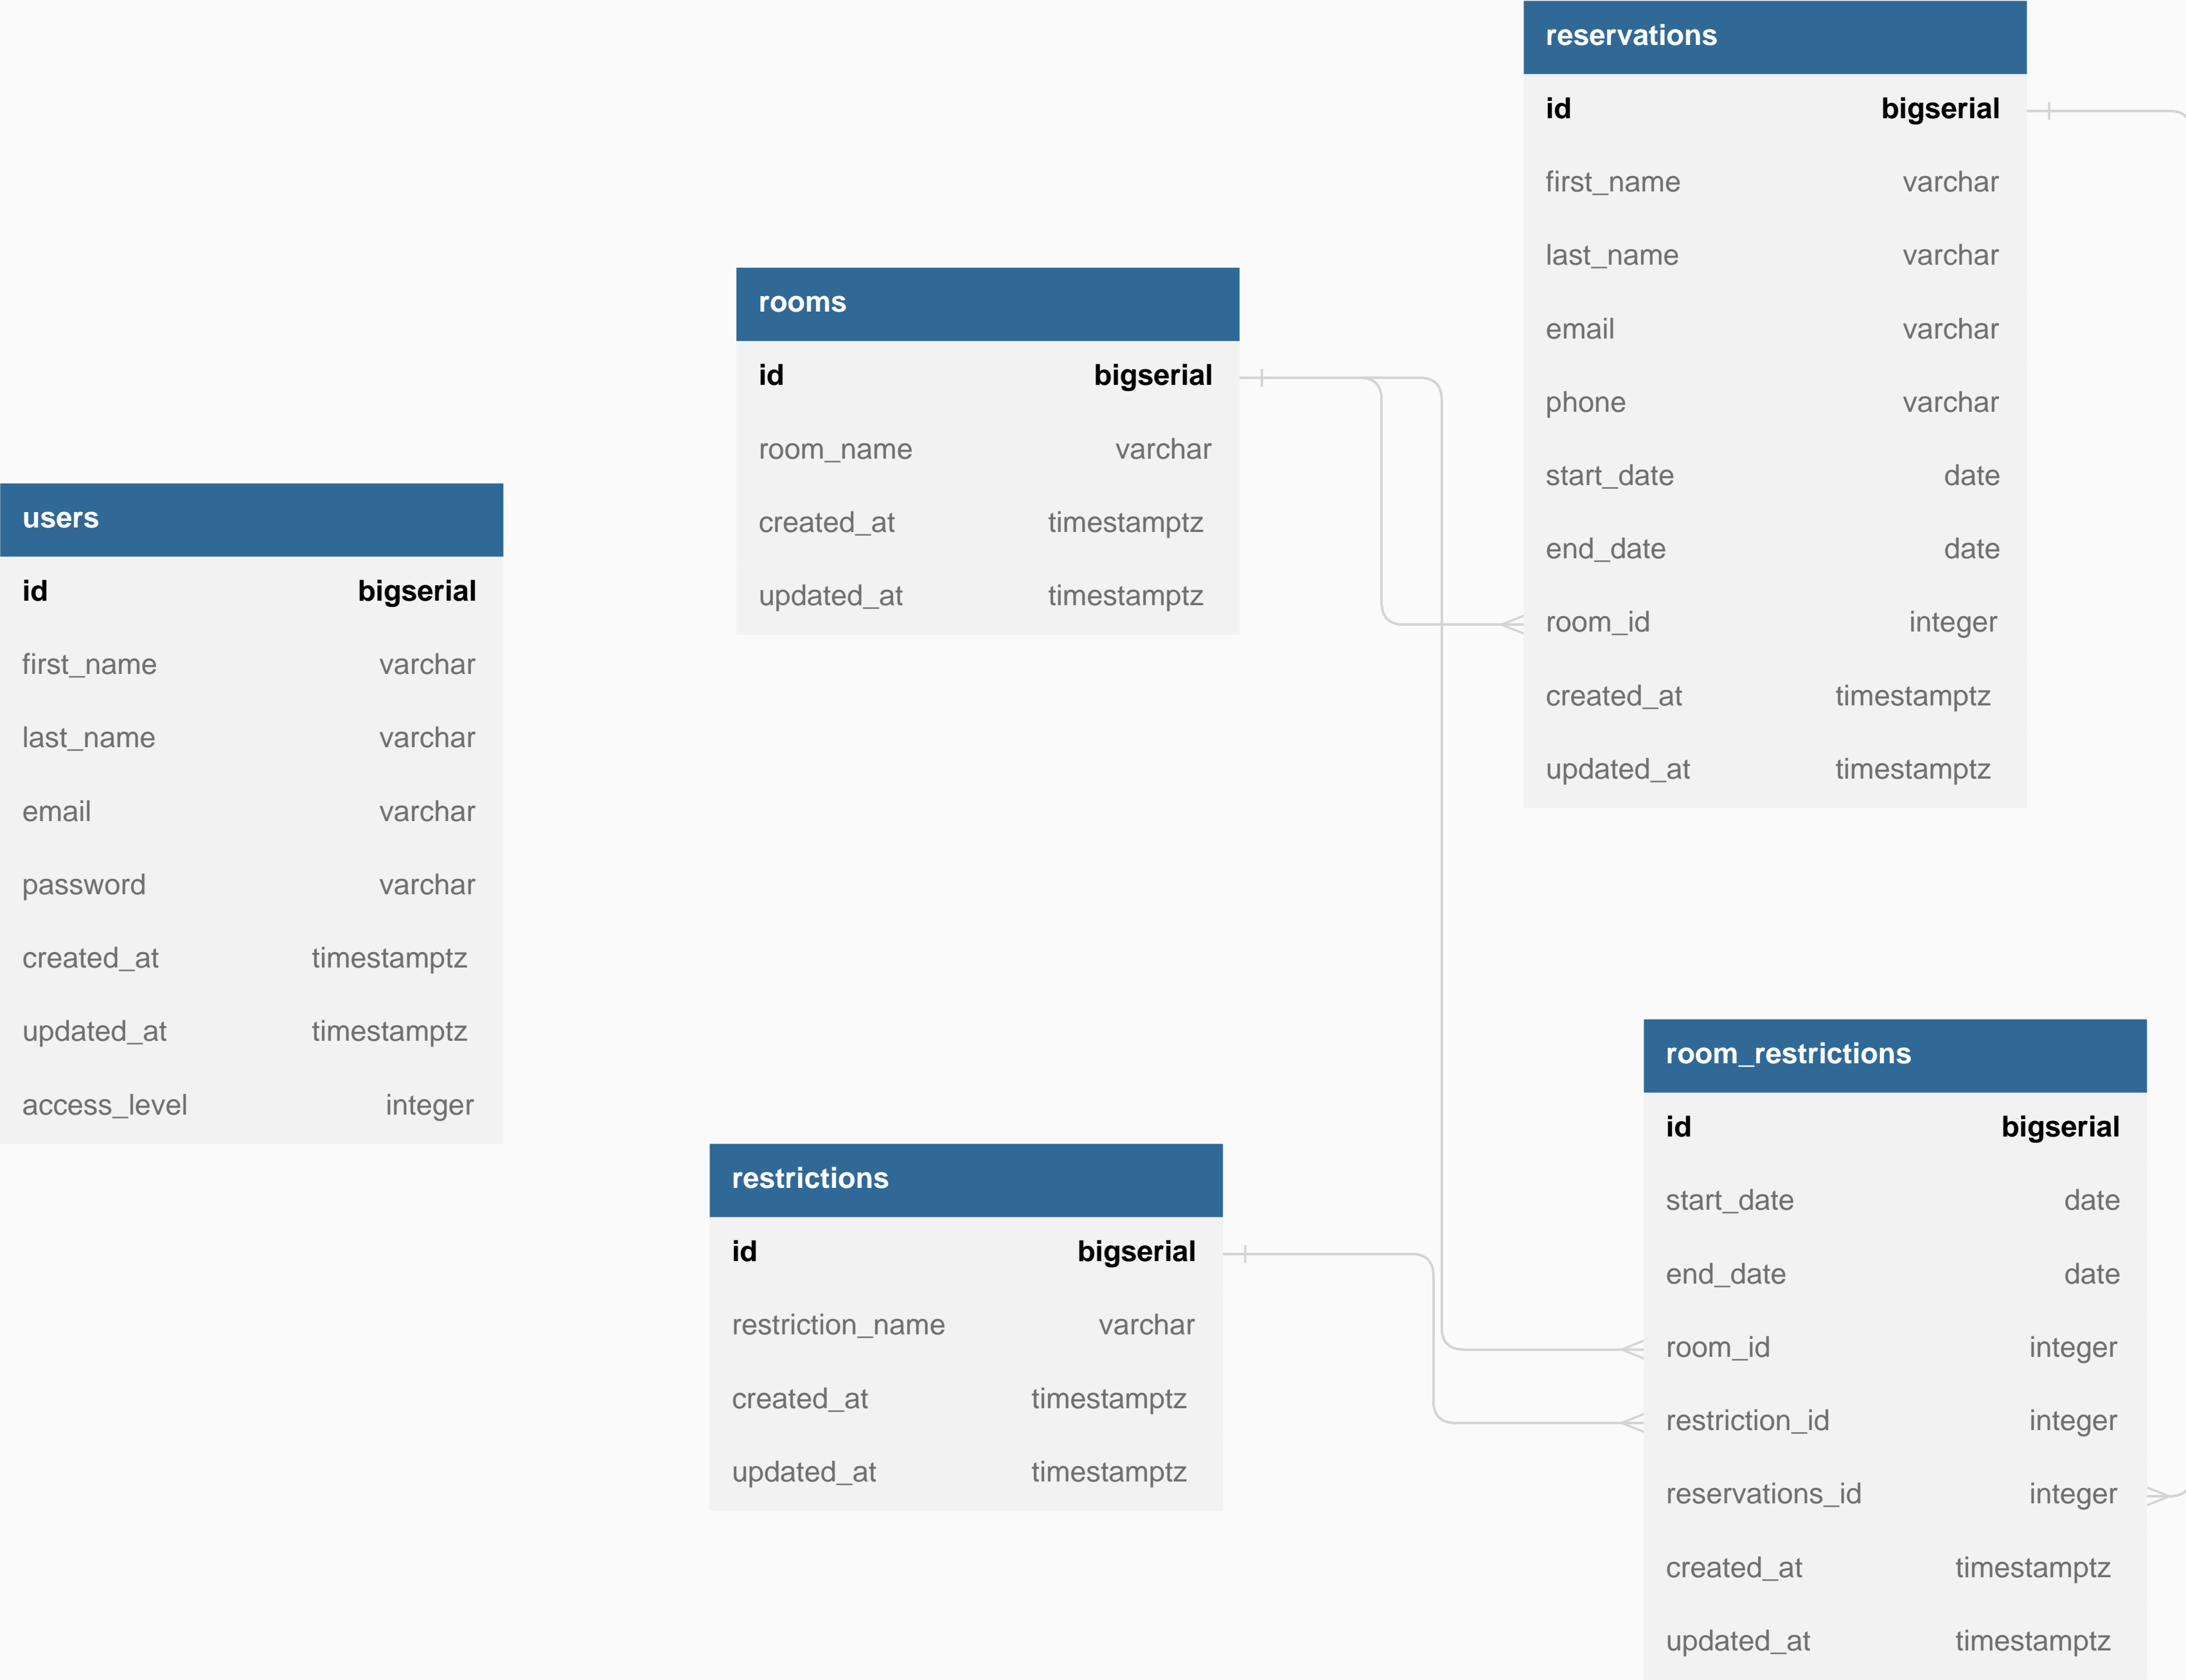 reservations
id bigserial
first_name varchar
last_name varchar
email varchar
phone varchar
start_date date
end_date date
room_id integer
created_at timestamptz
updated_at timestamptz
rooms
id bigserial
room_name varchar
created_at timestamptz
updated_at timestamptz
users
id bigserial
first_name varchar
last_name varchar
email varchar
password varchar
created_at timestamptz
updated_at timestamptz
access_level integer
room_restrictions
id bigserial
start_date date
end_date date
room_id integer
restriction_id integer
reservations_id integer
created_at timestamptz
updated_at timestamptz
restrictions
id bigserial
restriction_name varchar
created_at timestamptz
updated_at timestamptz